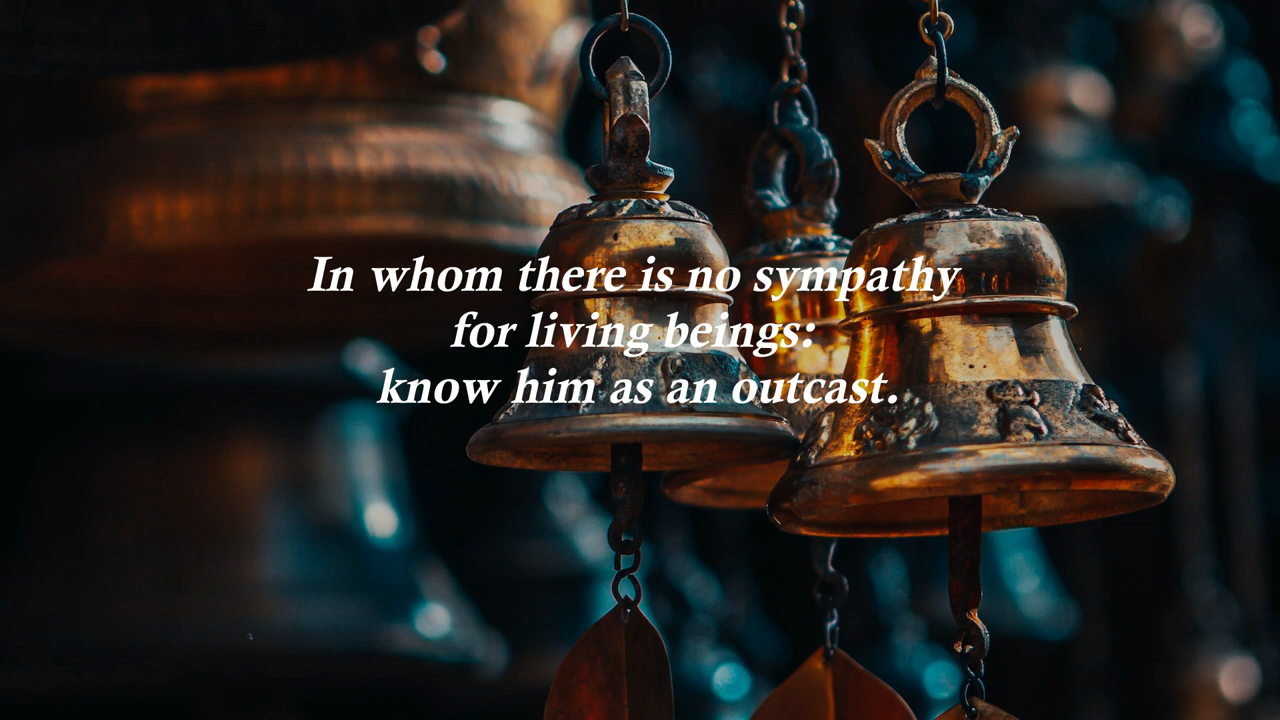 In whom there is no sympathy
for living beings:
know him as an outcast.